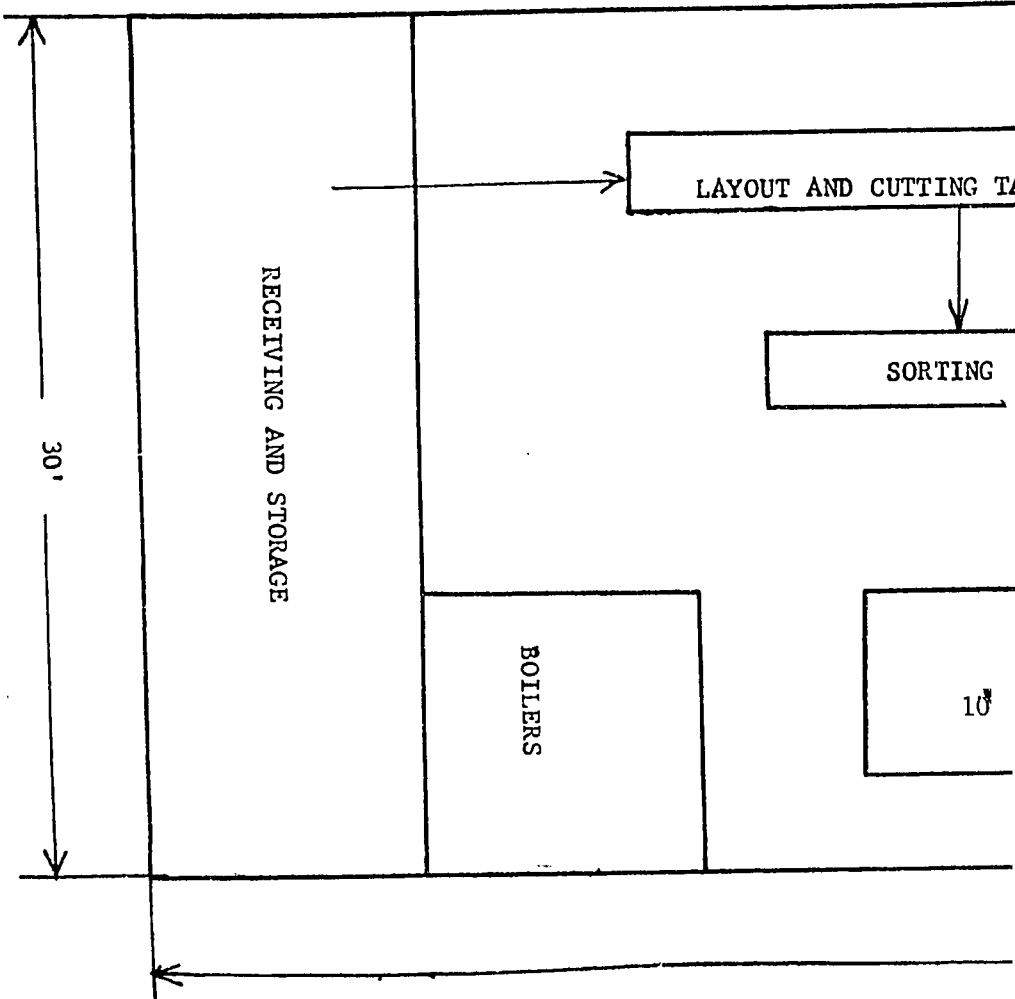 LAYOUT AND CUTTING TA
RECEIVING AND STORAGE
SORTING
30'
BOILERS
10"